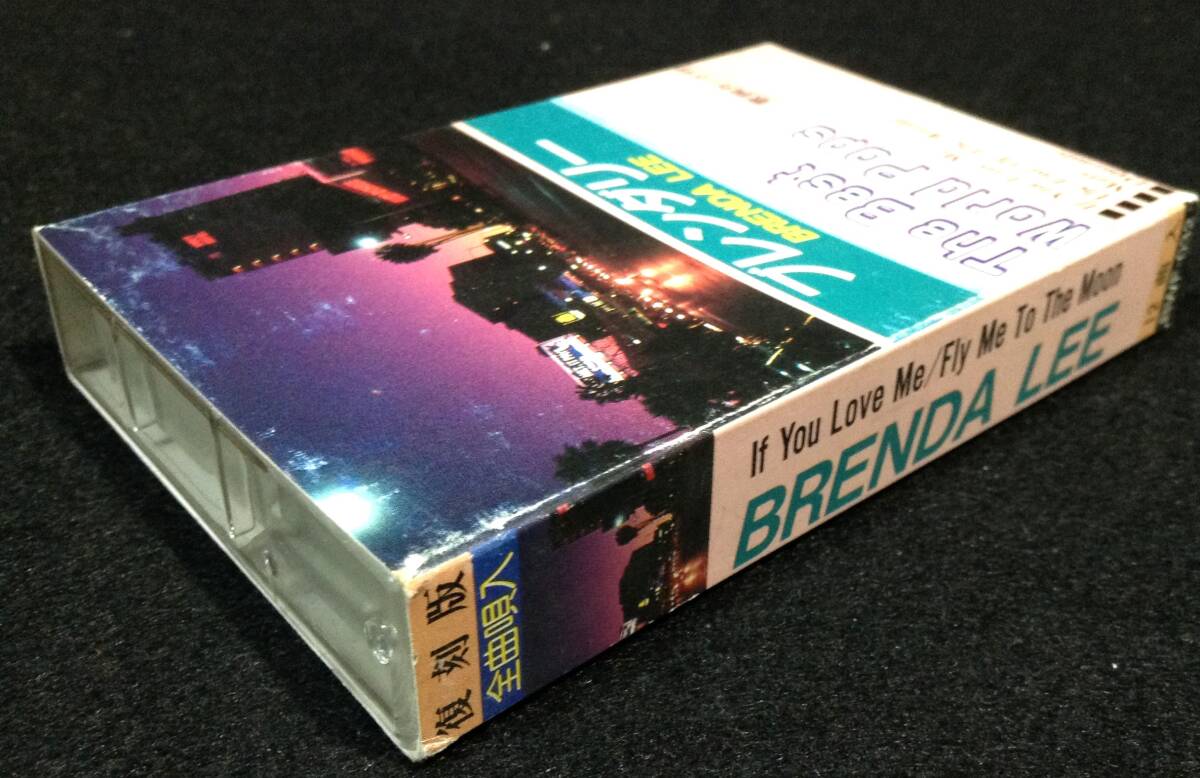 The Best
World Pops
ブレンダ・リー
BRENDA LEE
If You Love Me/Fly Me To The Moon
BRENDA LEE
復刻版
全曲唄入